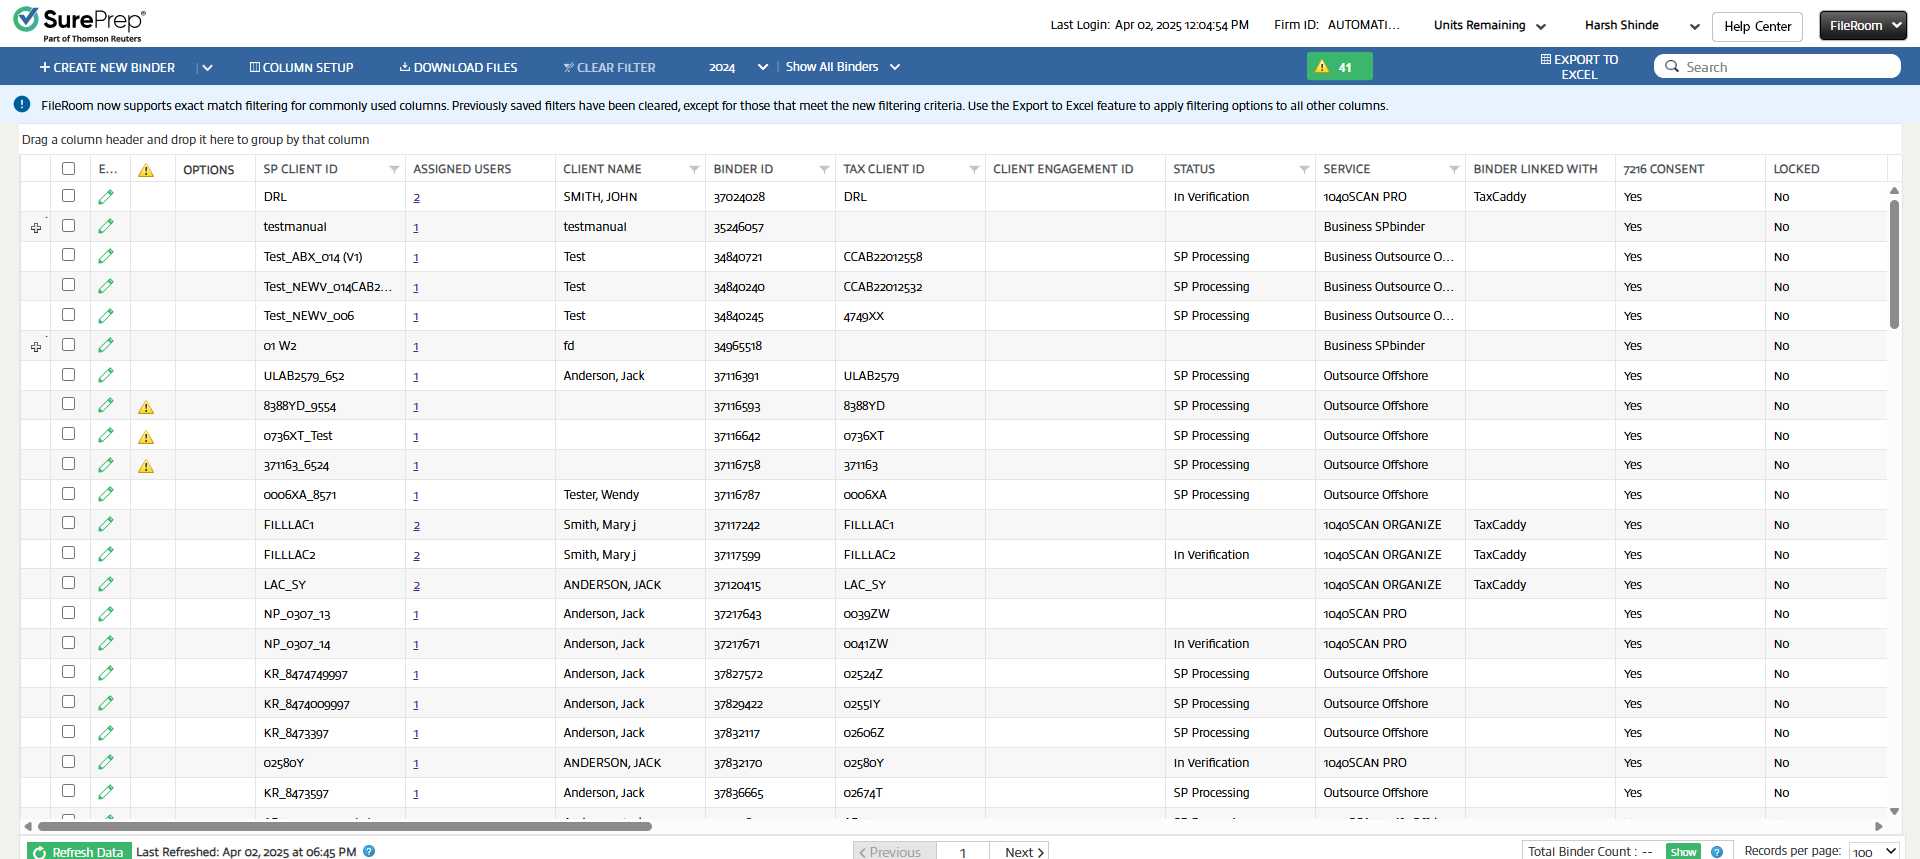 SurePrep®
Part of Thomson Reuters
Last Login: Apr 02, 2025 12:04:54 PM Firm ID: AUTOMATI... Units Remaining Harsh Shinde Help Center FileRoom
+ CREATE NEW BINDER COLUMN SETUP DOWNLOAD FILES CLEAR FILTER 2024 Show All Binders 41 EXPORT TO EXCEL Search
FileRoom now supports exact match filtering for commonly used columns. Previously saved filters have been cleared, except for those that meet the new filtering criteria. Use the Export to Excel feature to apply filtering options to all other columns.
Drag a column header and drop it here to group by that column
E... OPTIONS SP CLIENT ID ASSIGNED USERS CLIENT NAME BINDER ID TAX CLIENT ID CLIENT ENGAGEMENT ID STATUS SERVICE BINDER LINKED WITH 7216 CONSENT LOCKED
DRL 2 SMITH, JOHN 37024028 DRL In Verification 1040SCAN PRO TaxCaddy Yes No
testmanual 1 testmanual 35246057 Business SPbinder Yes No
Test_ABX_014 (V1) 1 Test 34840721 CCAB22012558 SP Processing Business Outsource O... Yes No
Test_NEWV_014CAB2... 1 Test 34840240 CCAB22012532 SP Processing Business Outsource O... Yes No
Test_NEWV_006 1 Test 34840245 4749XX SP Processing Business Outsource O... Yes No
01 W2 1 fd 34965518 Business SPbinder Yes No
ULAB2579_652 1 Anderson, Jack 37116391 ULAB2579 SP Processing Outsource Offshore Yes No
8388YD_9554 1 37116593 8388YD SP Processing Outsource Offshore Yes No
0736XT_Test 1 37116642 0736XT SP Processing Outsource Offshore Yes No
371163_6524 1 37116758 371163 SP Processing Outsource Offshore Yes No
0006XA_8571 1 Tester, Wendy 37116787 0006XA SP Processing Outsource Offshore Yes No
FILLLAC1 2 Smith, Mary j 37117242 FILLLAC1 1040SCAN ORGANIZE TaxCaddy Yes No
FILLLAC2 2 Smith, Mary j 37117599 FILLLAC2 In Verification 1040SCAN ORGANIZE TaxCaddy Yes No
LAC_SY 2 ANDERSON, JACK 37120415 LAC_SY 1040SCAN ORGANIZE TaxCaddy Yes No
NP_0307_13 1 Anderson, Jack 37217643 0039ZW 1040SCAN PRO Yes No
NP_0307_14 1 Anderson, Jack 37217671 0041ZW In Verification 1040SCAN PRO Yes No
KR_8474749997 1 Anderson, Jack 37827572 02524Z SP Processing Outsource Offshore Yes No
KR_8474009997 1 Anderson, Jack 37829422 0255IY SP Processing Outsource Offshore Yes No
KR_8473397 1 Anderson, Jack 37832117 02606Z SP Processing Outsource Offshore Yes No
02580Y 1 ANDERSON, JACK 37832170 02580Y In Verification 1040SCAN PRO Yes No
KR_8473597 1 Anderson, Jack 37836665 02674T SP Processing Outsource Offshore Yes No
Refresh Data Last Refreshed: Apr 02, 2025 at 06:45 PM < Previous 1 Next > Total Binder Count : -- Show Records per page: 100